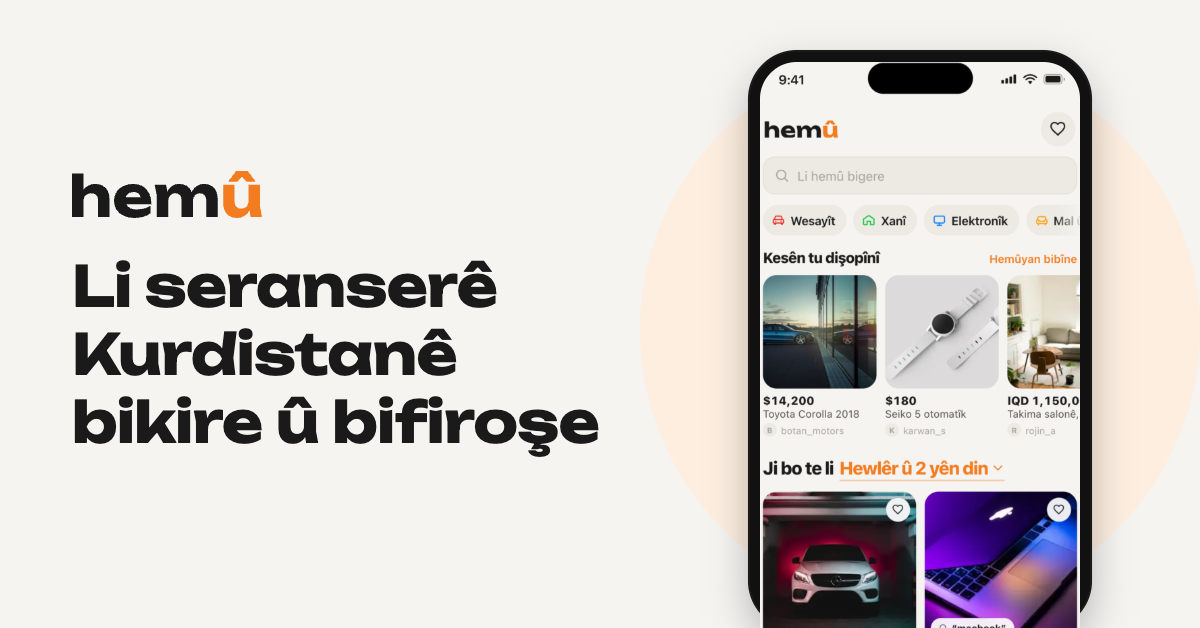 hemû
Li seranserê
Kurdistanê
bikire û bifiroşe
9:41
hemû
Li hemû bigere
Wesayît Xanî Elektronîk Mal
Kesên tu dişopînî Hemûyan bibîne
$14,200 $180 IQD 1,150,0
Toyota Corolla 2018 Seiko 5 otomatîk Takima salonê,
B botan_motors K karwan_s R rojin_a
Ji bo te li Hewlêr û 2 yên din
"macbook"